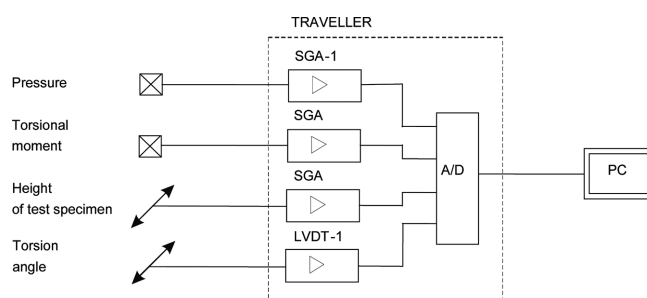 TRAVELLER
SGA-1
Pressure
Torsional
moment
SGA
A/D
PC
Height
of test specimen
SGA
Torsion
angle
LVDT-1